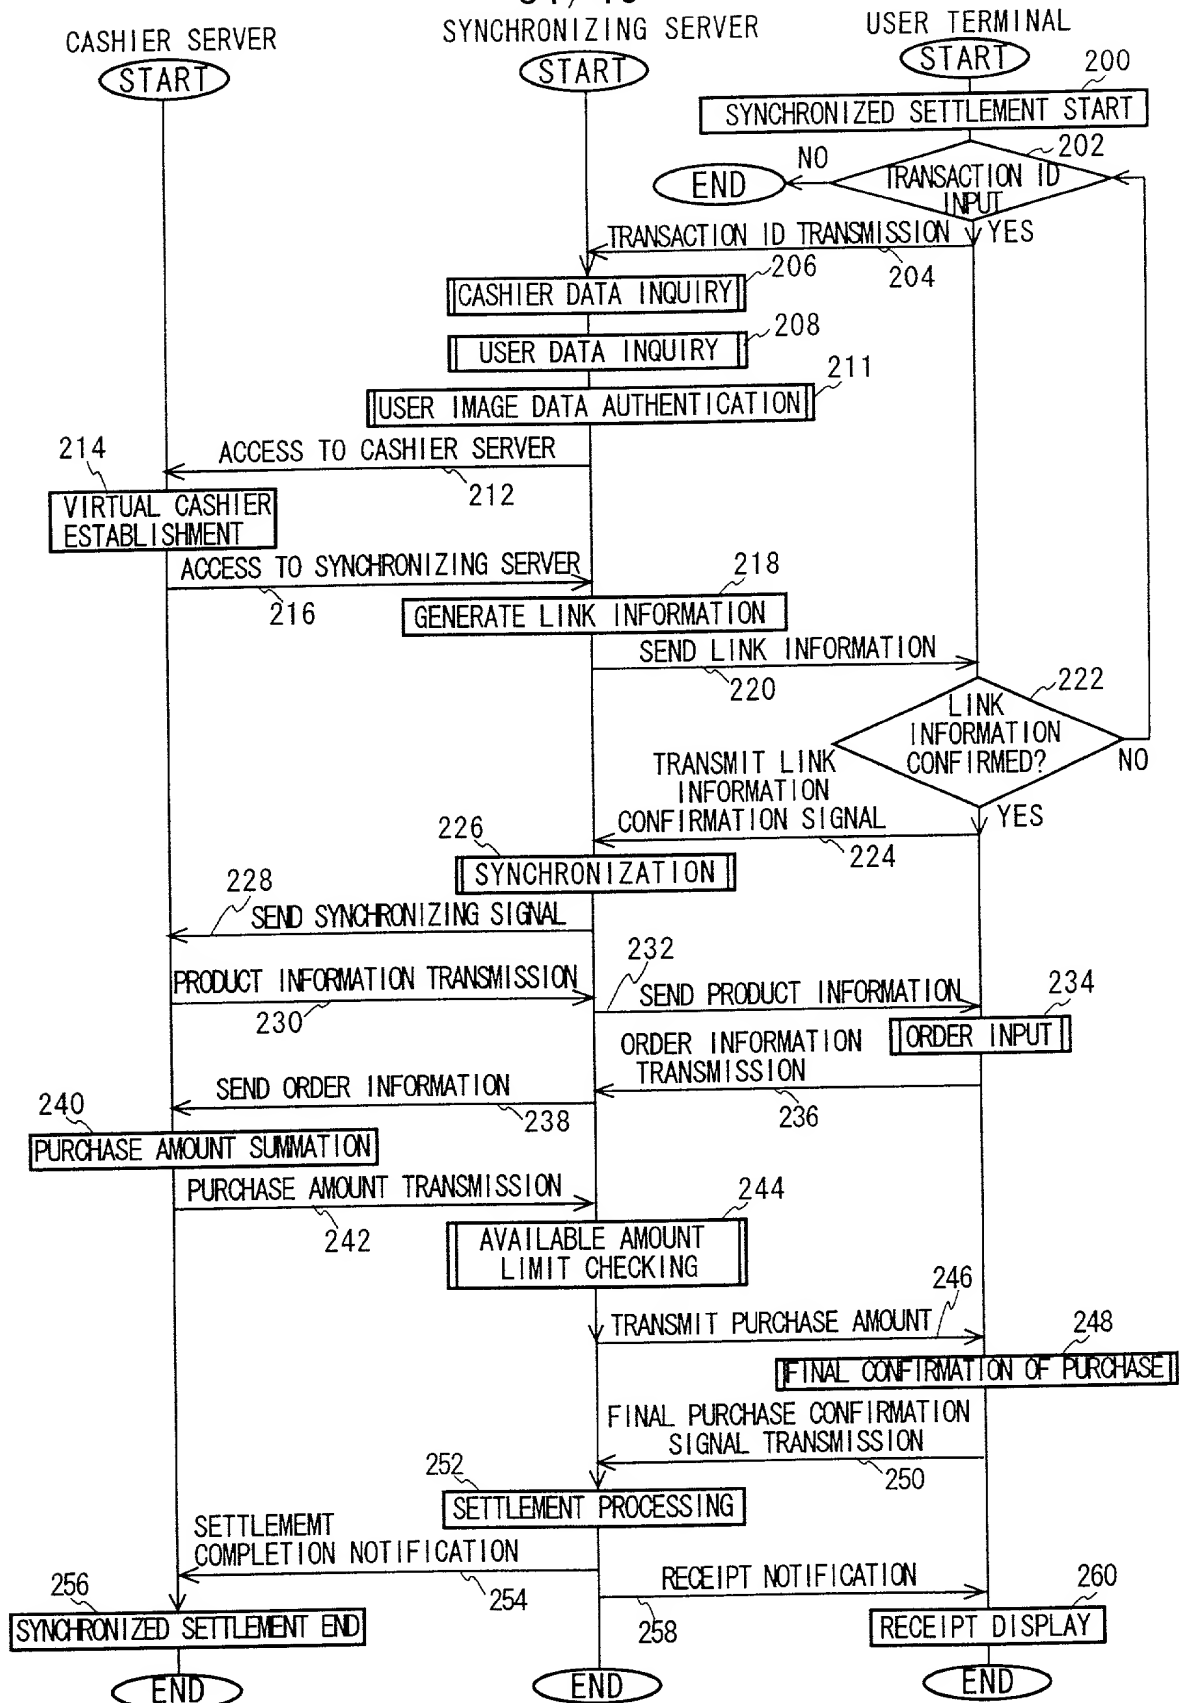 CASHIER SERVER
SYNCHRONIZING SERVER
USER TERMINAL
START
START
START
200
SYNCHRONIZED SETTLEMENT START
202
NO
END
TRANSACTION ID
INPUT
YES
TRANSACTION ID TRANSMISSION
204
206
CASHIER DATA INQUIRY
208
USER DATA INQUIRY
211
USER IMAGE DATA AUTHENTICATION
214
ACCESS TO CASHIER SERVER
212
VIRTUAL CASHIER
ESTABLISHMENT
ACCESS TO SYNCHRONIZING SERVER
216
218
GENERATE LINK INFORMATION
SEND LINK INFORMATION
220
222
LINK
INFORMATION
CONFIRMED?
NO
YES
TRANSMIT LINK
INFORMATION
CONFIRMATION SIGNAL
224
226
SYNCHRONIZATION
228
SEND SYNCHRONIZING SIGNAL
PRODUCT INFORMATION TRANSMISSION
230
232
SEND PRODUCT INFORMATION
234
ORDER INPUT
ORDER INFORMATION
TRANSMISSION
236
SEND ORDER INFORMATION
238
240
PURCHASE AMOUNT SUMMATION
PURCHASE AMOUNT TRANSMISSION
242
244
AVAILABLE AMOUNT
LIMIT CHECKING
246
TRANSMIT PURCHASE AMOUNT
248
FINAL CONFIRMATION OF PURCHASE
FINAL PURCHASE CONFIRMATION
SIGNAL TRANSMISSION
250
252
SETTLEMENT PROCESSING
SETTLEMEMT
COMPLETION NOTIFICATION
254
256
SYNCHRONIZED SETTLEMENT END
RECEIPT NOTIFICATION
258
260
RECEIPT DISPLAY
END
END
END